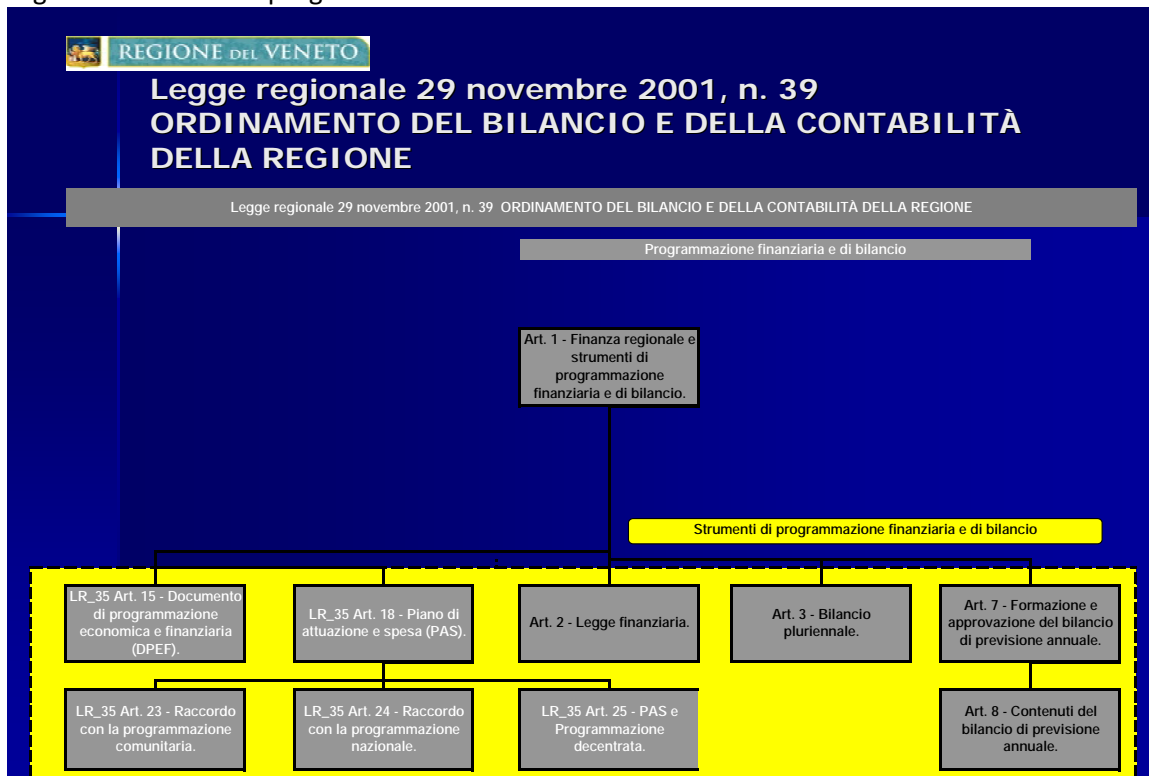 REGIONE DEL VENETO
Legge regionale 29 novembre 2001, n. 39
ORDINAMENTO DEL BILANCIO E DELLA CONTABILITÀ
DELLA REGIONE
Legge regionale 29 novembre 2001, n. 39 ORDINAMENTO DEL BILANCIO E DELLA CONTABILITÀ DELLA REGIONE
Programmazione finanziaria e di bilancio
Art. 1 - Finanza regionale e
strumenti di
programmazione
finanziaria e di bilancio.
Strumenti di programmazione finanziaria e di bilancio
LR_35 Art. 15 - Documento
di programmazione
economica e finanziaria
(DPEF).
LR_35 Art. 18 - Piano di
attuazione e spesa (PAS).
Art. 2 - Legge finanziaria.
Art. 3 - Bilancio
pluriennale.
Art. 7 - Formazione e
approvazione del bilancio
di previsione annuale.
LR_35 Art. 23 - Raccordo
con la programmazione
comunitaria.
LR_35 Art. 24 - Raccordo
con la programmazione
nazionale.
LR_35 Art. 25 - PAS e
Programmazione
decentrata.
Art. 8 - Contenuti del
bilancio di previsione
annuale.